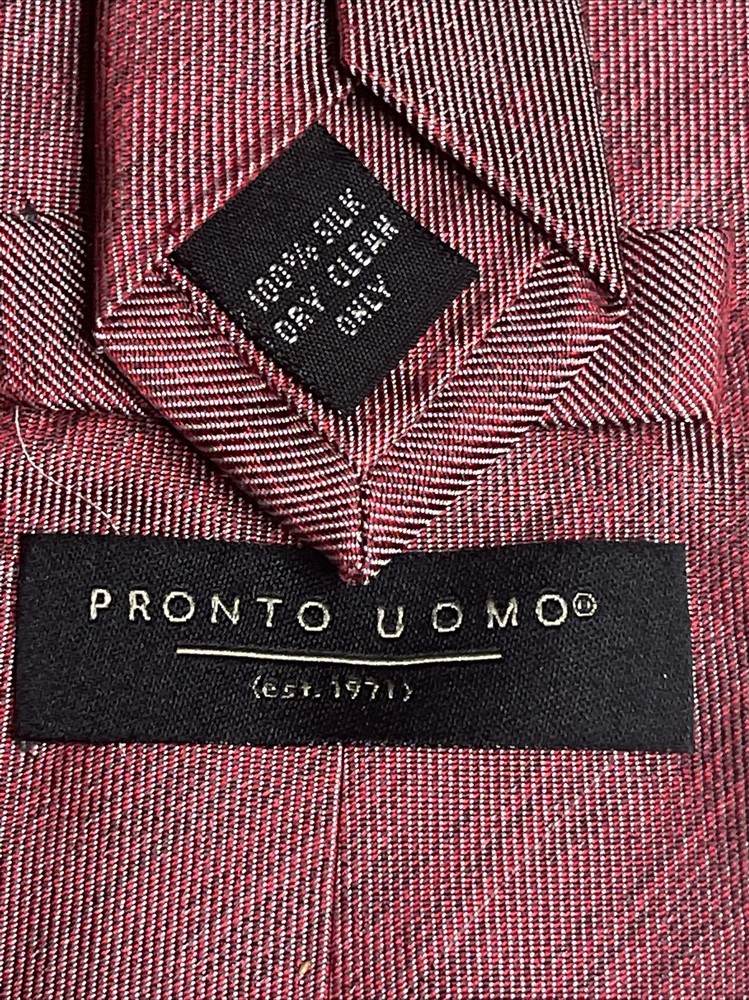 100% SILK
DRY CLEAN
ONLY
PRONTO UOMO®
(est. 1971)